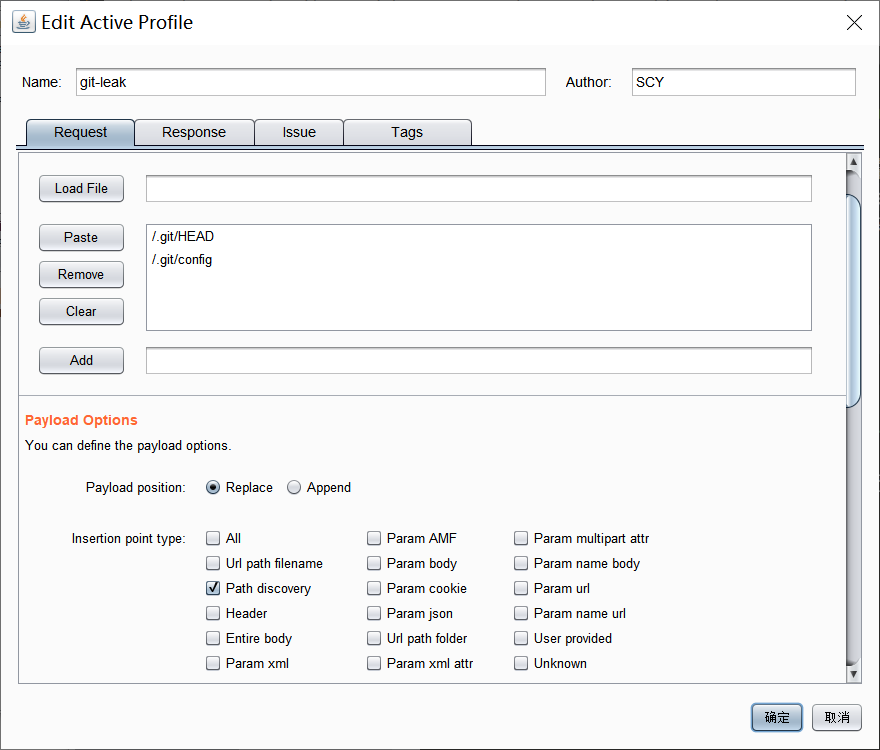 Edit Active Profile
Name: git-leak Author: SCY
Request Response Issue Tags
Load File
Paste
/.git/HEAD
/.git/config
Remove
Clear
Add
Payload Options
You can define the payload options.
Payload position: Replace Append
Insertion point type: All Param AMF Param multipart attr
Url path filename Param body Param name body
Path discovery Param cookie Param url
Header Param json Param name url
Entire body Url path folder User provided
Param xml Param xml attr Unknown
确定 取消